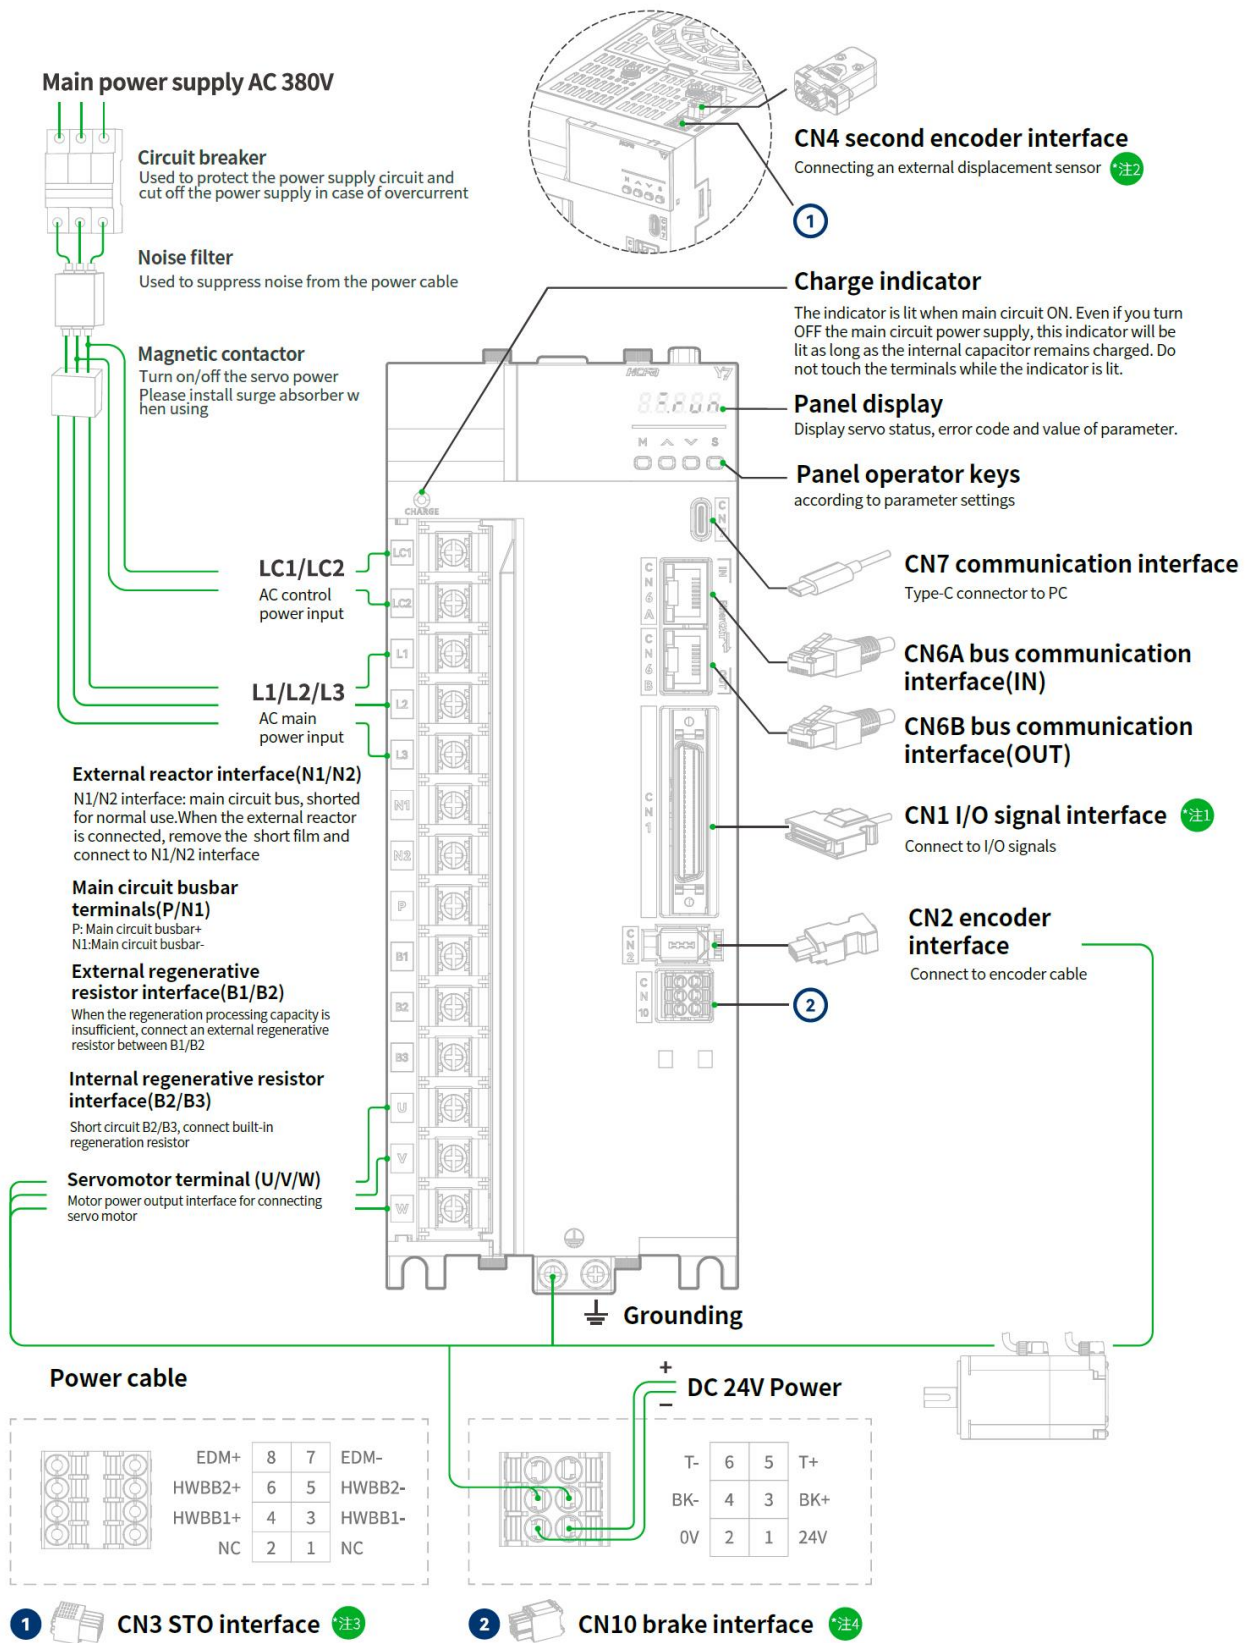 Main power supply AC 380V
Circuit breaker
Used to protect the power supply circuit and
cut off the power supply in case of overcurrent
Noise filter
Used to suppress noise from the power cable
Magnetic contactor
Turn on/off the servo power
Please install surge absorber w
hen using
CN4 second encoder interface
Connecting an external displacement sensor *注2
1
Charge indicator
The indicator is lit when main circuit ON. Even if you turn
OFF the main circuit power supply, this indicator will be
lit as long as the internal capacitor remains charged. Do
not touch the terminals while the indicator is lit.
Panel display
Display servo status, error code and value of parameter.
Panel operator keys
according to parameter settings
CN7 communication interface
Type-C connector to PC
CN6A bus communication
interface(IN)
CN6B bus communication
interface(OUT)
CN1 I/O signal interface *注1
Connect to I/O signals
CN2 encoder
interface
Connect to encoder cable
2
HCFA
Y7
M S
CHARGE
LC1
LC2
L1
L2
L3
N1
N2
P
B1
B2
B3
U
V
W
IN
CN6A
CN6B
OUT
CN1
CN2
CN10
LC1/LC2
AC control
power input
L1/L2/L3
AC main
power input
External reactor interface(N1/N2)
N1/N2 interface: main circuit bus, shorted
for normal use.When the external reactor
is connected, remove the short film and
connect to N1/N2 interface
Main circuit busbar
terminals(P/N1)
P: Main circuit busbar+
N1:Main circuit busbar-
External regenerative
resistor interface(B1/B2)
When the regeneration processing capacity is
insufficient, connect an external regenerative
resistor between B1/B2
Internal regenerative resistor
interface(B2/B3)
Short circuit B2/B3, connect built-in
regeneration resistor
Servomotor terminal (U/V/W)
Motor power output interface for connecting
servo motor
Grounding
Power cable
+
DC 24V Power
−
EDM+ 8 7 EDM-
HWBB2+ 6 5 HWBB2-
HWBB1+ 4 3 HWBB1-
NC 2 1 NC
T- 6 5 T+
BK- 4 3 BK+
0V 2 1 24V
1 CN3 STO interface *注3
2 CN10 brake interface *注4